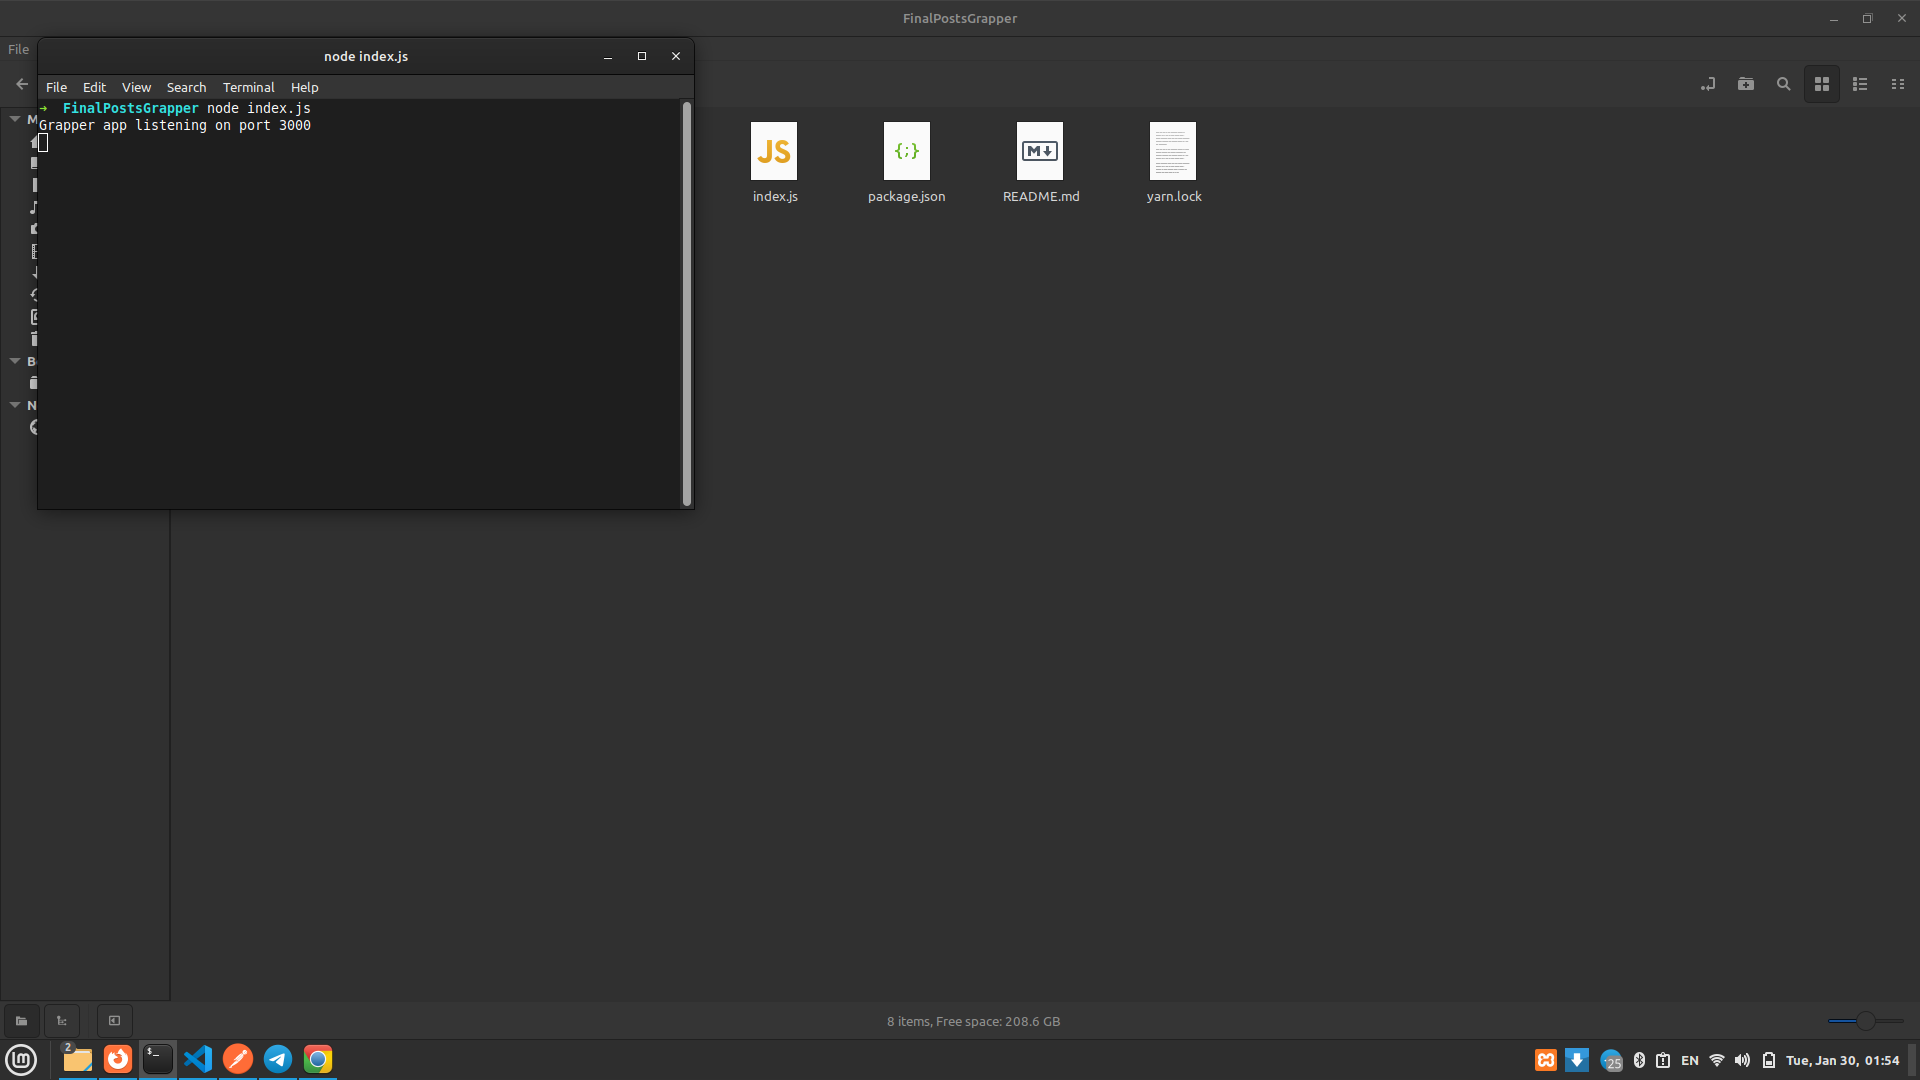 FinalPostsGrapper
File
node index.js
File Edit View Search Terminal Help
→ FinalPostsGrapper node index.js
Grapper app listening on port 3000
M
B
N
JS
{;}
M
index.js
package.json
README.md
yarn.lock
8 items, Free space: 208.6 GB
2
$_
25
EN
Tue, Jan 30, 01:54